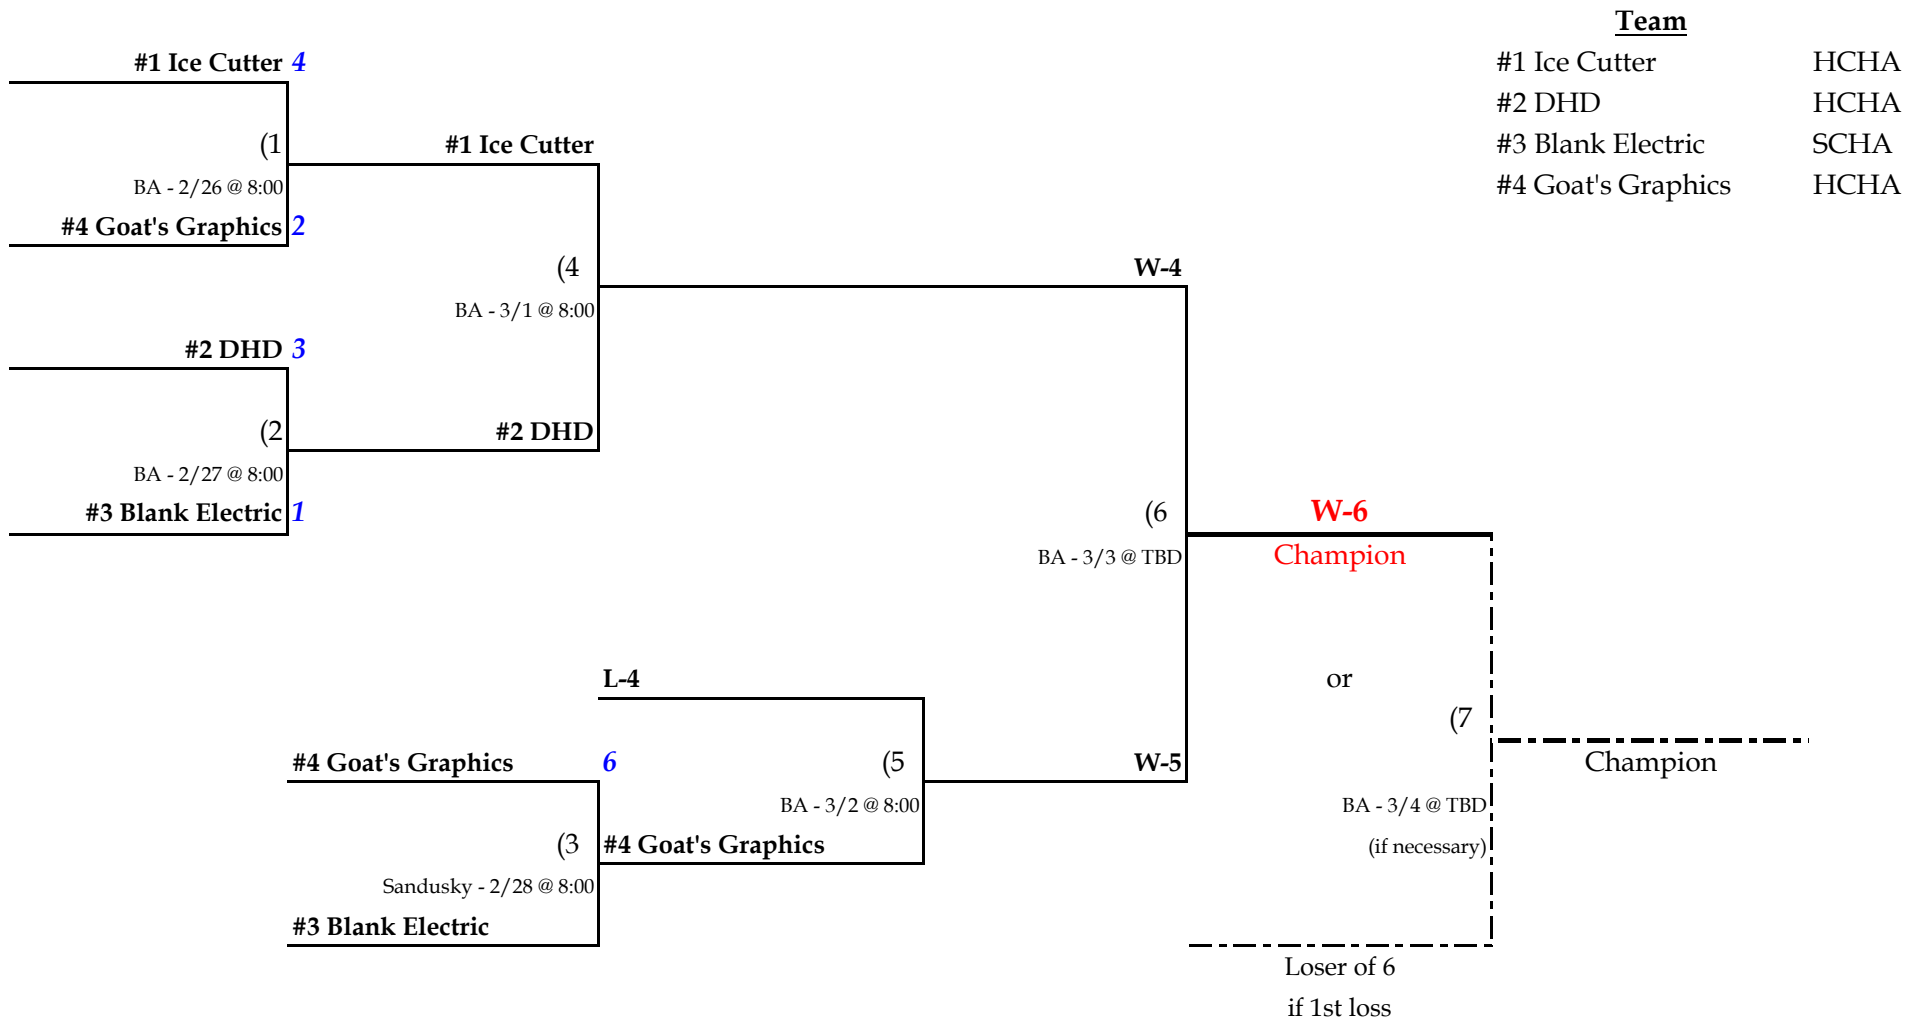 Team
#1 Ice Cutter HCHA
#2 DHD HCHA
#3 Blank Electric SCHA
#4 Goat's Graphics HCHA
#1 Ice Cutter 4
(1
BA - 2/26 @ 8:00
#4 Goat's Graphics 2
#1 Ice Cutter
(4
BA - 3/1 @ 8:00
#2 DHD 3
(2
BA - 2/27 @ 8:00
#3 Blank Electric 1
#2 DHD
W-4
(6
BA - 3/3 @ TBD
W-6
Champion
or
L-4
(5
BA - 3/2 @ 8:00
W-5
#4 Goat's Graphics 6
(3
Sandusky - 2/28 @ 8:00
#3 Blank Electric
#4 Goat's Graphics
(7
BA - 3/4 @ TBD
(if necessary)
Champion
Loser of 6
if 1st loss